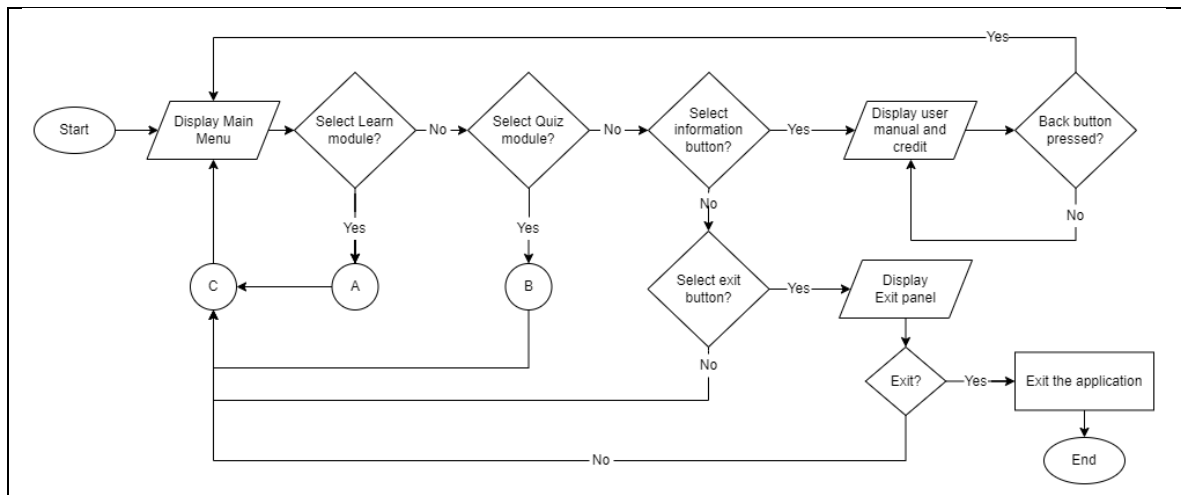 Yes
Start
Display Main
Menu
Select Learn
module?
No
Select Quiz
module?
No
Select
information
button?
Yes
Display user
manual and
credit
Back button
pressed?
Yes
Yes
No
No
C
A
B
Select exit
button?
Yes
Display
Exit panel
No
Exit?
Yes
Exit the application
No
End